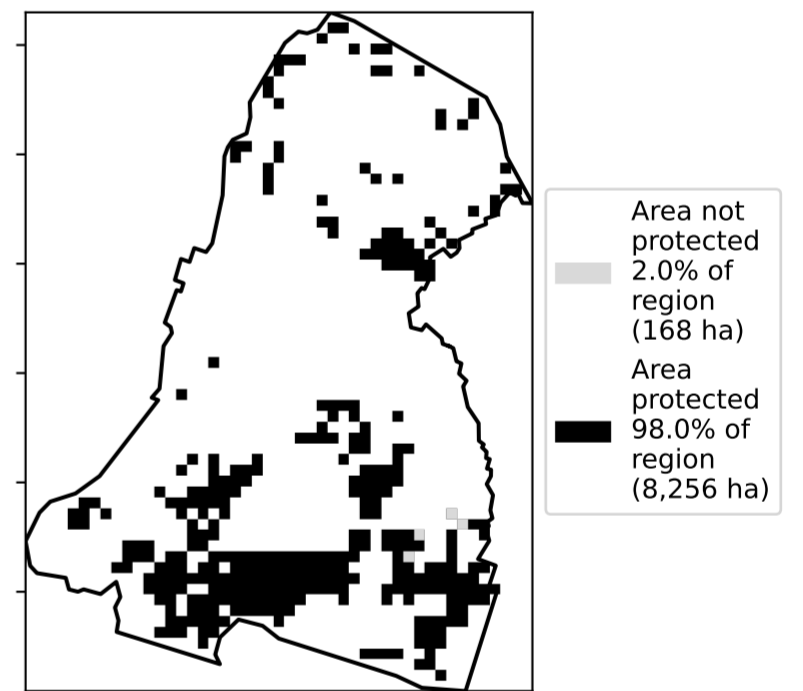 Area not
protected
2.0% of
region
(168 ha)
Area
protected
98.0% of
region
(8,256 ha)